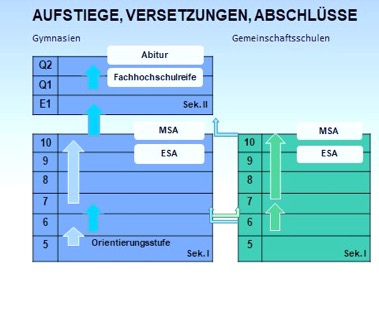 AUFSTIEGE, VERSETZUNGEN, ABSCHLÜSSE
Gymnasien
Gemeinschaftsschulen
Abitur
Q2
Fachhochschulreife
Q1
E1
Sek. II
MSA
10
ESA
9
8
7
6
Orientierungsstufe
5
Sek. I
MSA
10
ESA
9
8
7
6
5
Sek. I